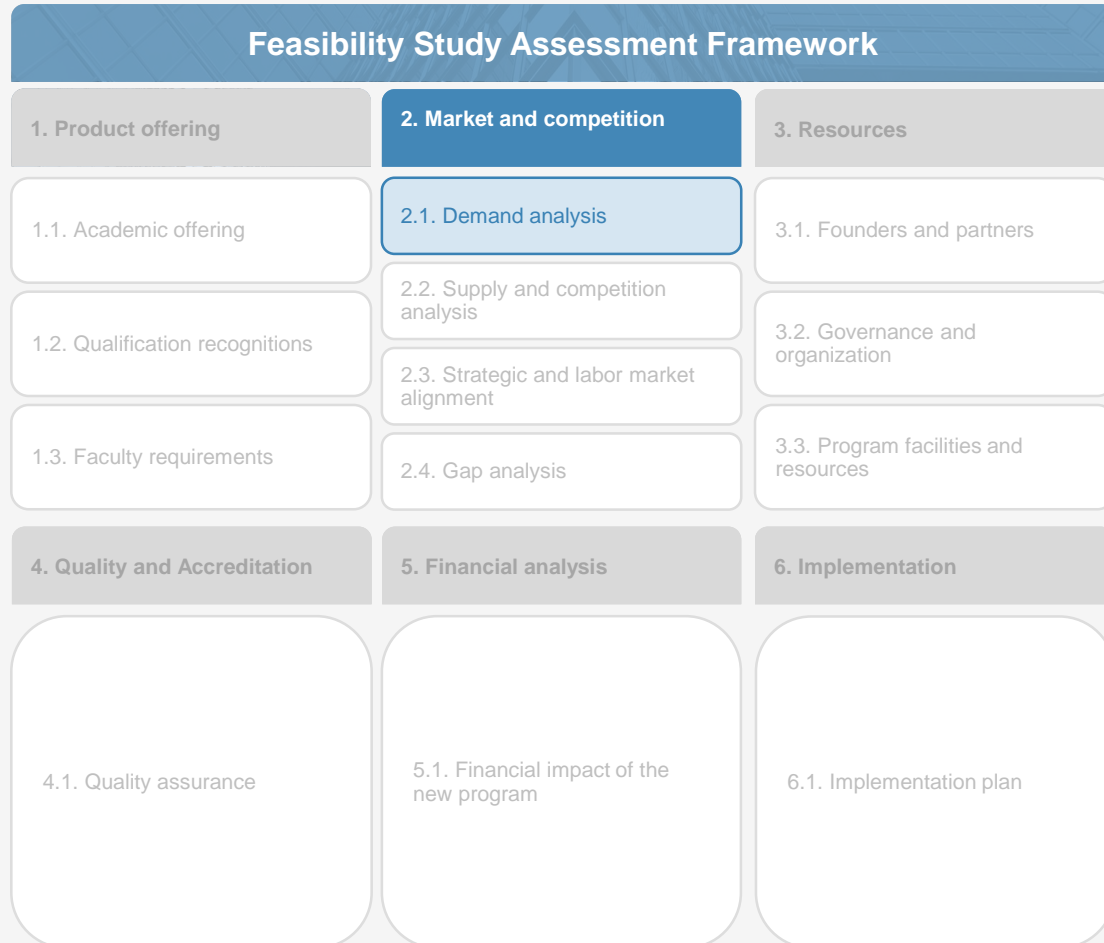 Feasibility Study Assessment Framework
1. Product offering
1.1. Academic offering
1.2. Qualification recognitions
1.3. Faculty requirements
2. Market and competition
2.1. Demand analysis
2.2. Supply and competition
analysis
2.3. Strategic and labor market
alignment
2.4. Gap analysis
3. Resources
3.1. Founders and partners
3.2. Governance and
organization
3.3. Program facilities and
resources
4. Quality and Accreditation
4.1. Quality assurance
5. Financial analysis
5.1. Financial impact of the
new program
6. Implementation
6.1. Implementation plan